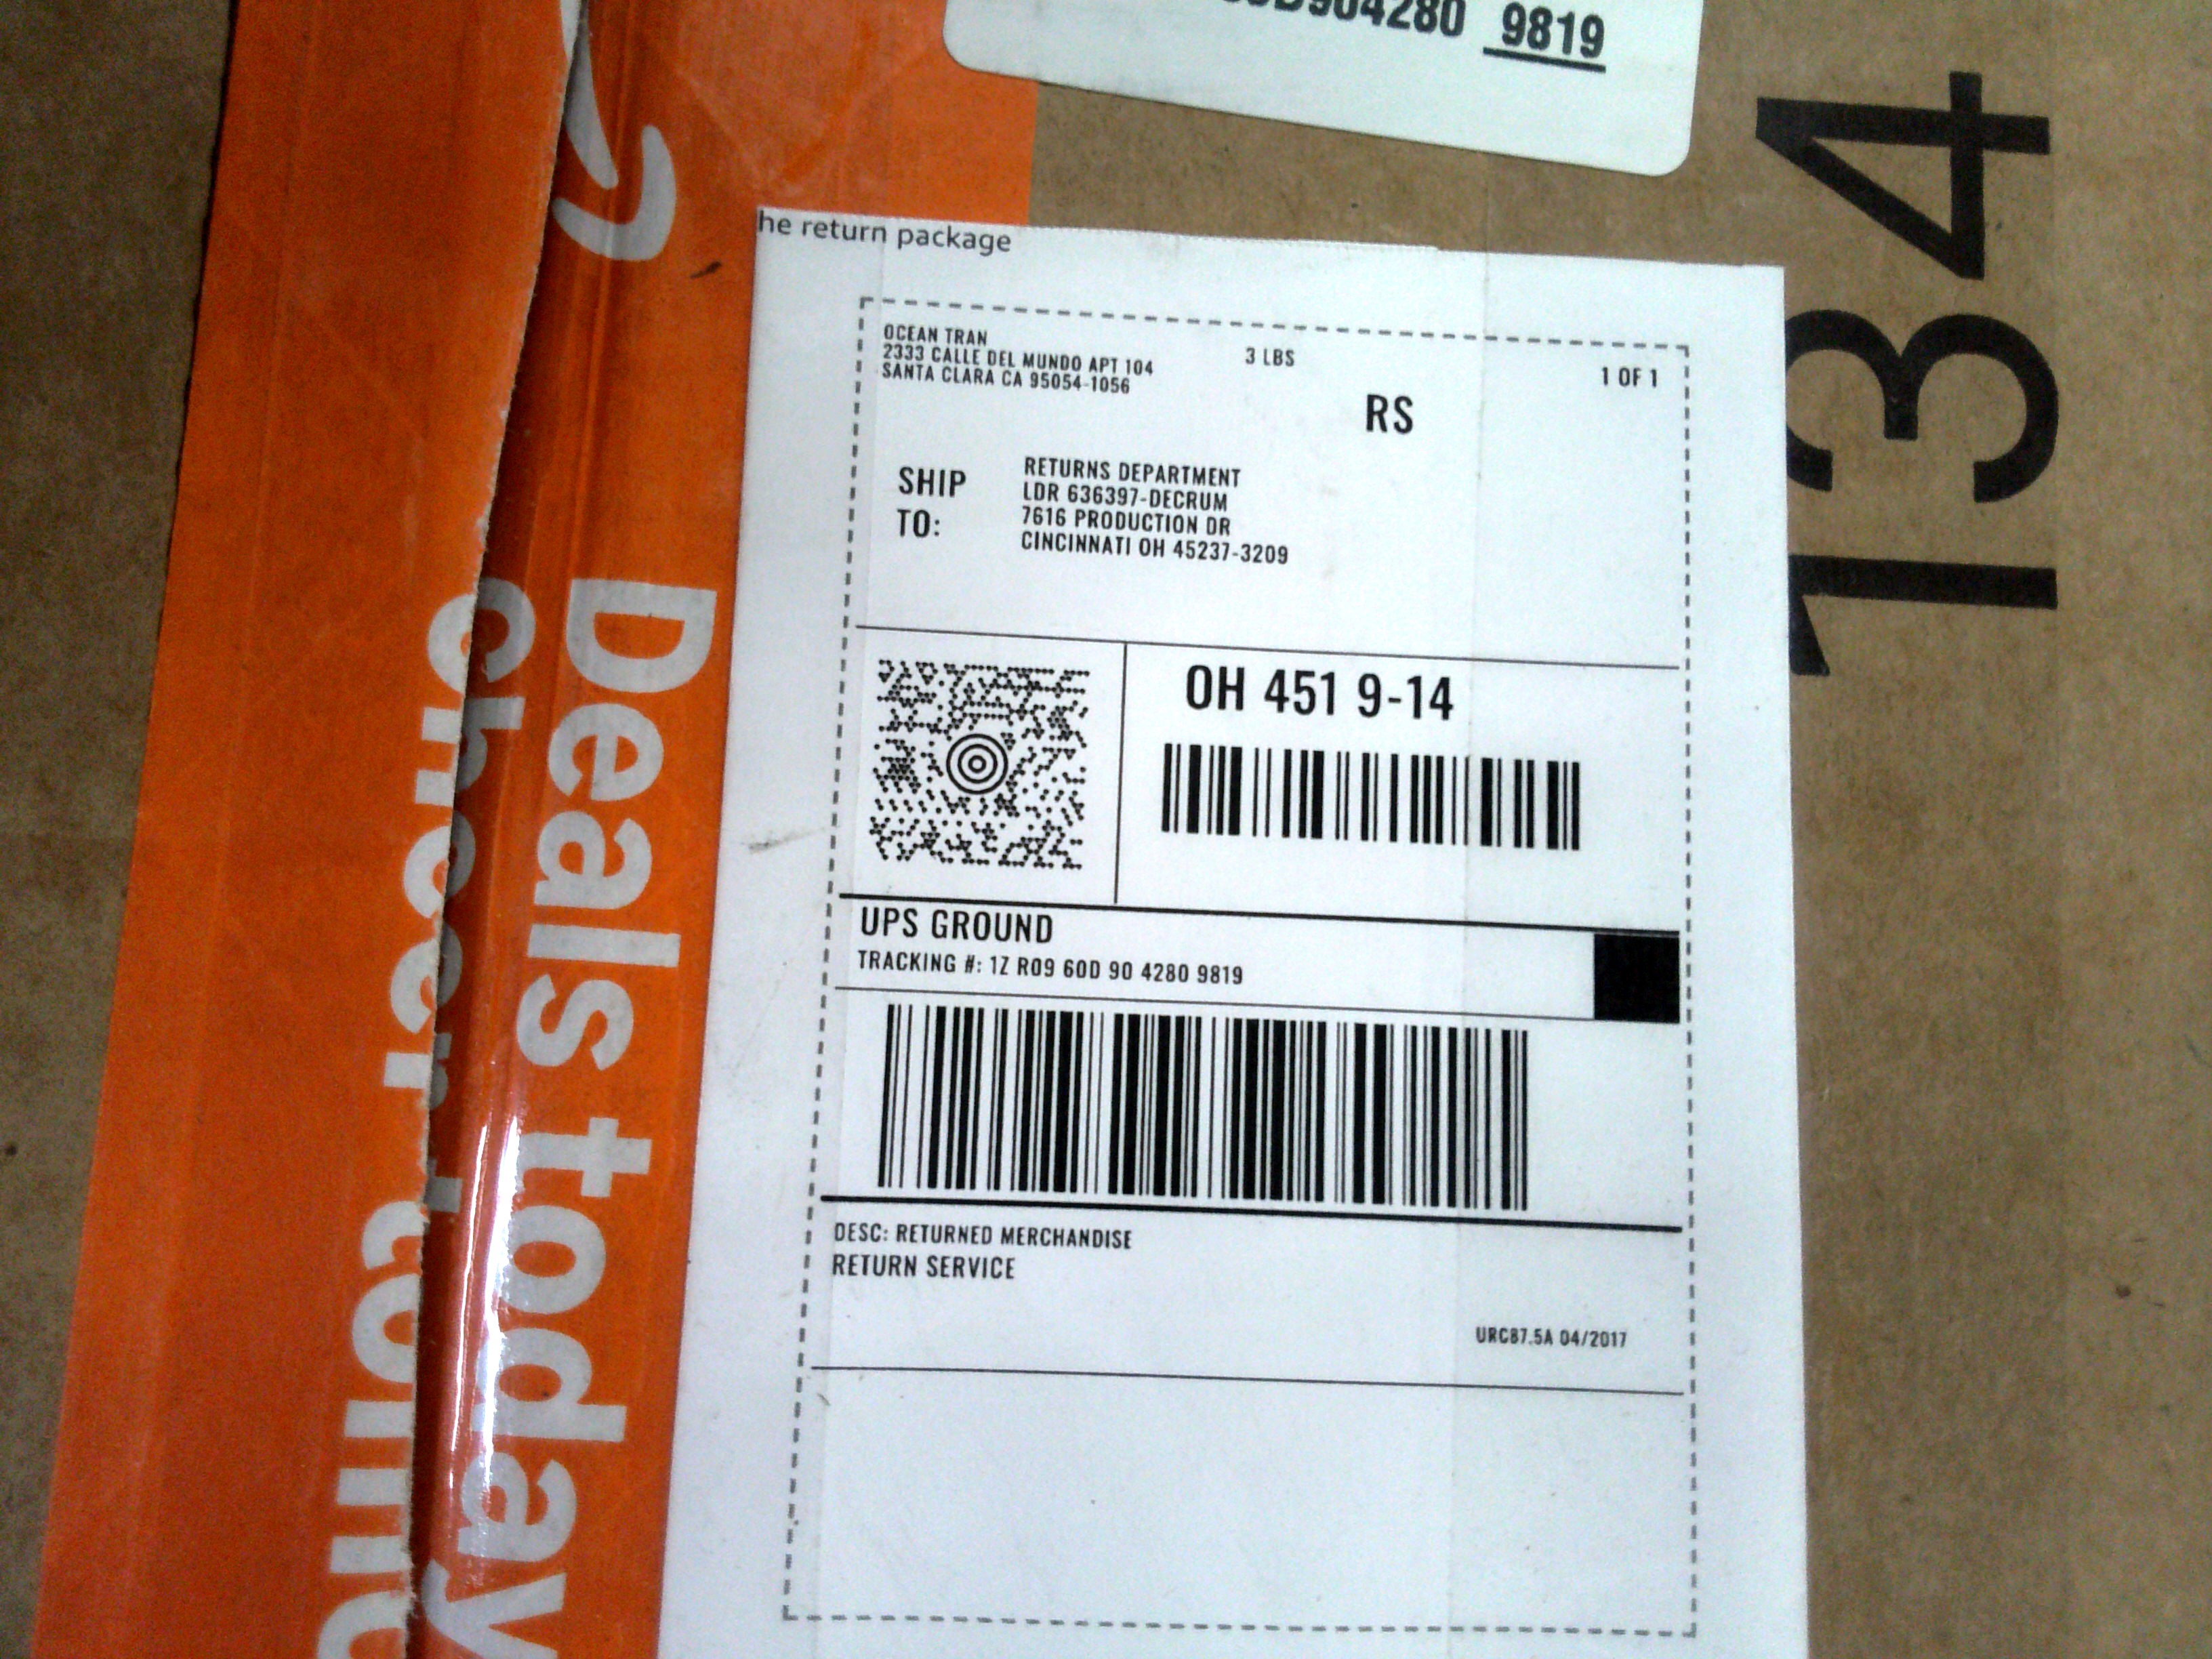 9819
he return package
OCEAN TRAN
2333 CALLE DEL MUNDO APT 104
SANTA CLARA CA 95054-1056
3 LBS
1 OF 1
RS
SHIP
TO:
RETURNS DEPARTMENT
LDR 636397-DECRUM
7616 PRODUCTION DR
CINCINNATI OH 45237-3209
OH 451 9-14
UPS GROUND
TRACKING #: 1Z R09 60D 90 4280 9819
DESC: RETURNED MERCHANDISE
RETURN SERVICE
URC87.5A 04/2017
Deals today
134